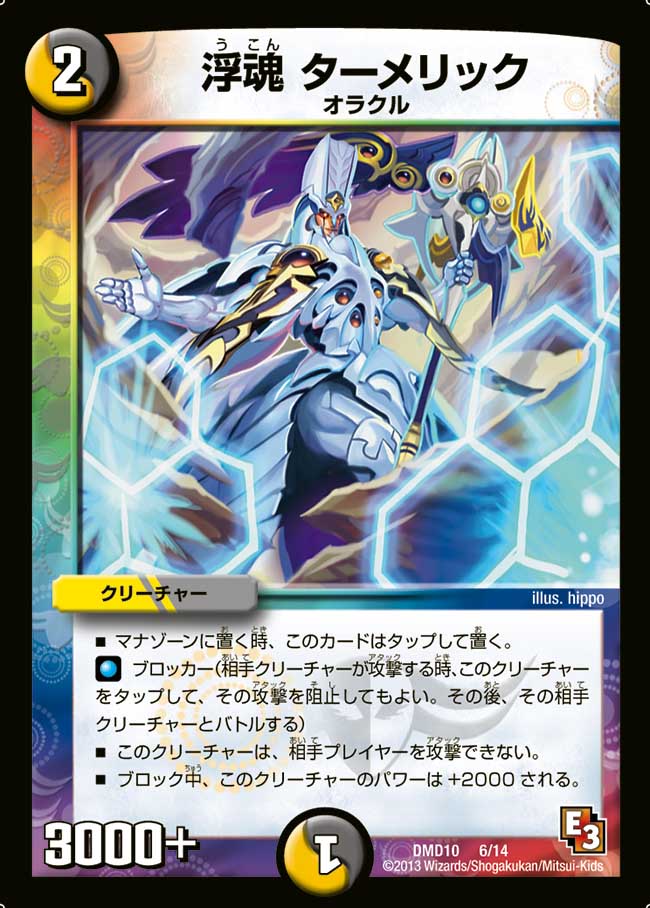 2
うこん
浮魂 ターメリック
オラクル
クリーチャー
illus. hippo
■ マナゾーンに置く時、このカードはタップして置く。
ブロッカー(相手クリーチャーが攻撃する時、このクリーチャー
をタップして、その攻撃を阻止してもよい。その後、その相手
クリーチャーとバトルする)
■ このクリーチャーは、相手プレイヤーを攻撃できない。
■ ブロック中、このクリーチャーのパワーは +2000 される。
3000+
1
E3
DMD10 6/14
©2013 Wizards/Shogakukan/Mitsui-Kids